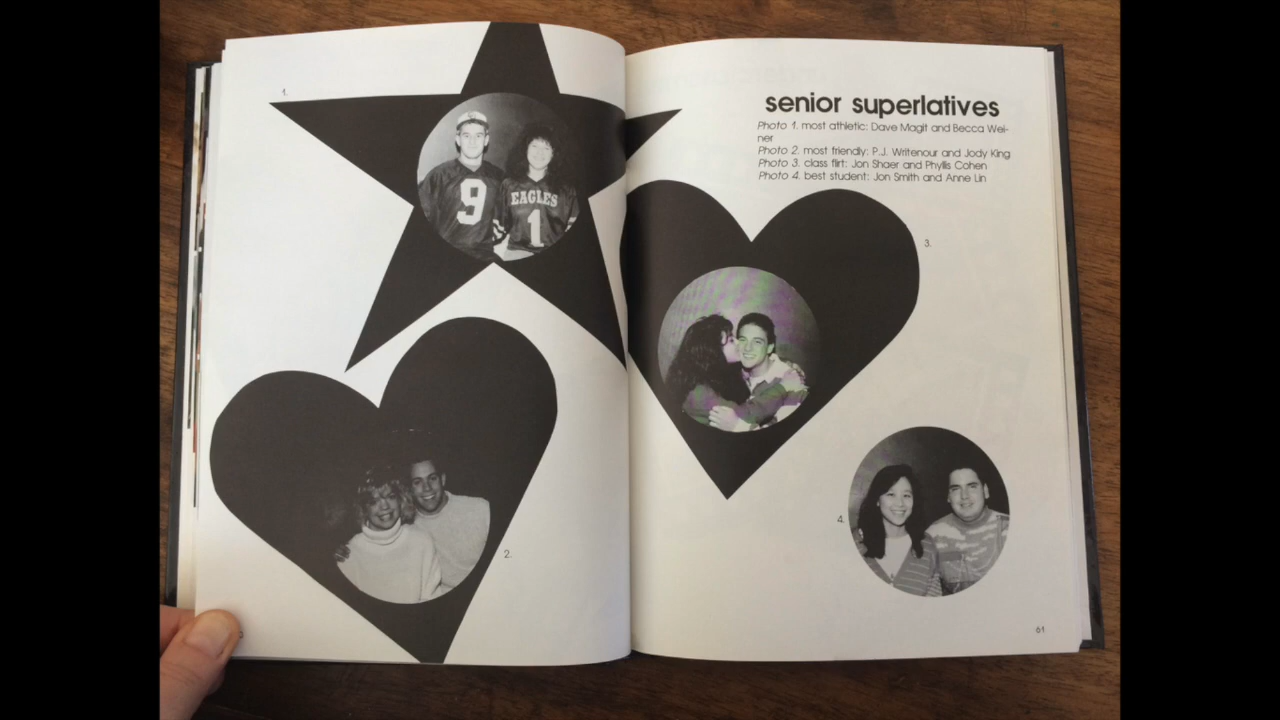 1.
9
EAGLES
1
2.
senior superlatives
Photo 1. most athletic: Dave Magit and Becca Wei-
ner
Photo 2. most friendly: P.J. Writenour and Jody King
Photo 3. class flirt: Jon Shaer and Phyllis Cohen
Photo 4. best student: Jon Smith and Anne Lin
3.
4.
61